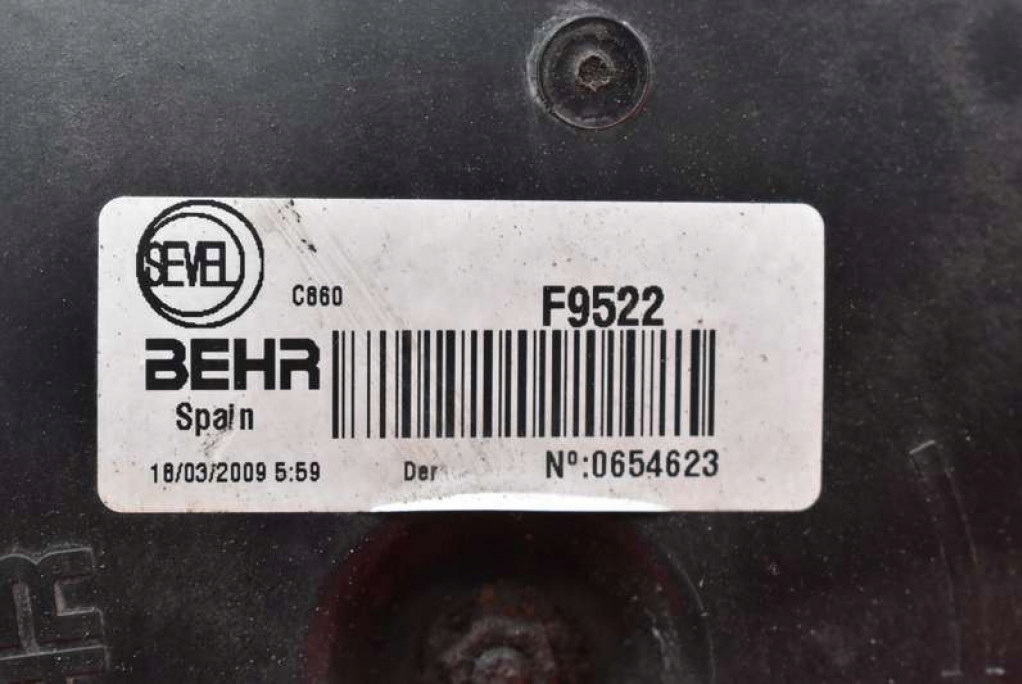 SEVEL
C860
F9522
BEHR
Spain
18/03/2009 5:59
Der
Nº:0654623